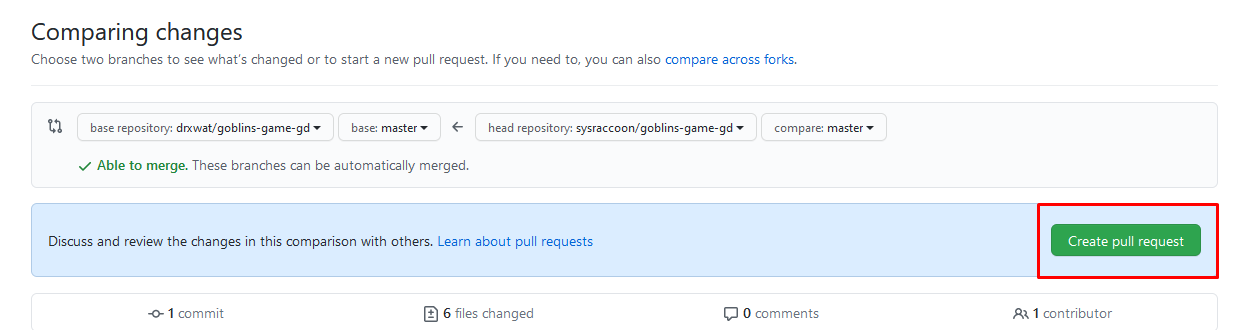 Comparing changes
Choose two branches to see what's changed or to start a new pull request. If you need to, you can also compare across forks.
base repository: drxwat/goblins-game-gd base: master head repository: sysraccoon/goblins-game-gd compare: master
Able to merge. These branches can be automatically merged.
Discuss and review the changes in this comparison with others. Learn about pull requests Create pull request
1 commit 6 files changed 0 comments 1 contributor